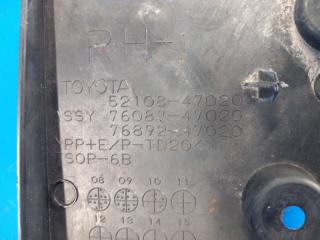 RH-1
TOYOTA
52108-47020
SSY 76087-47020
76892-47020
PP+E/P-TD20<
SOP-6B
08 09 10 11
12 13 14 15